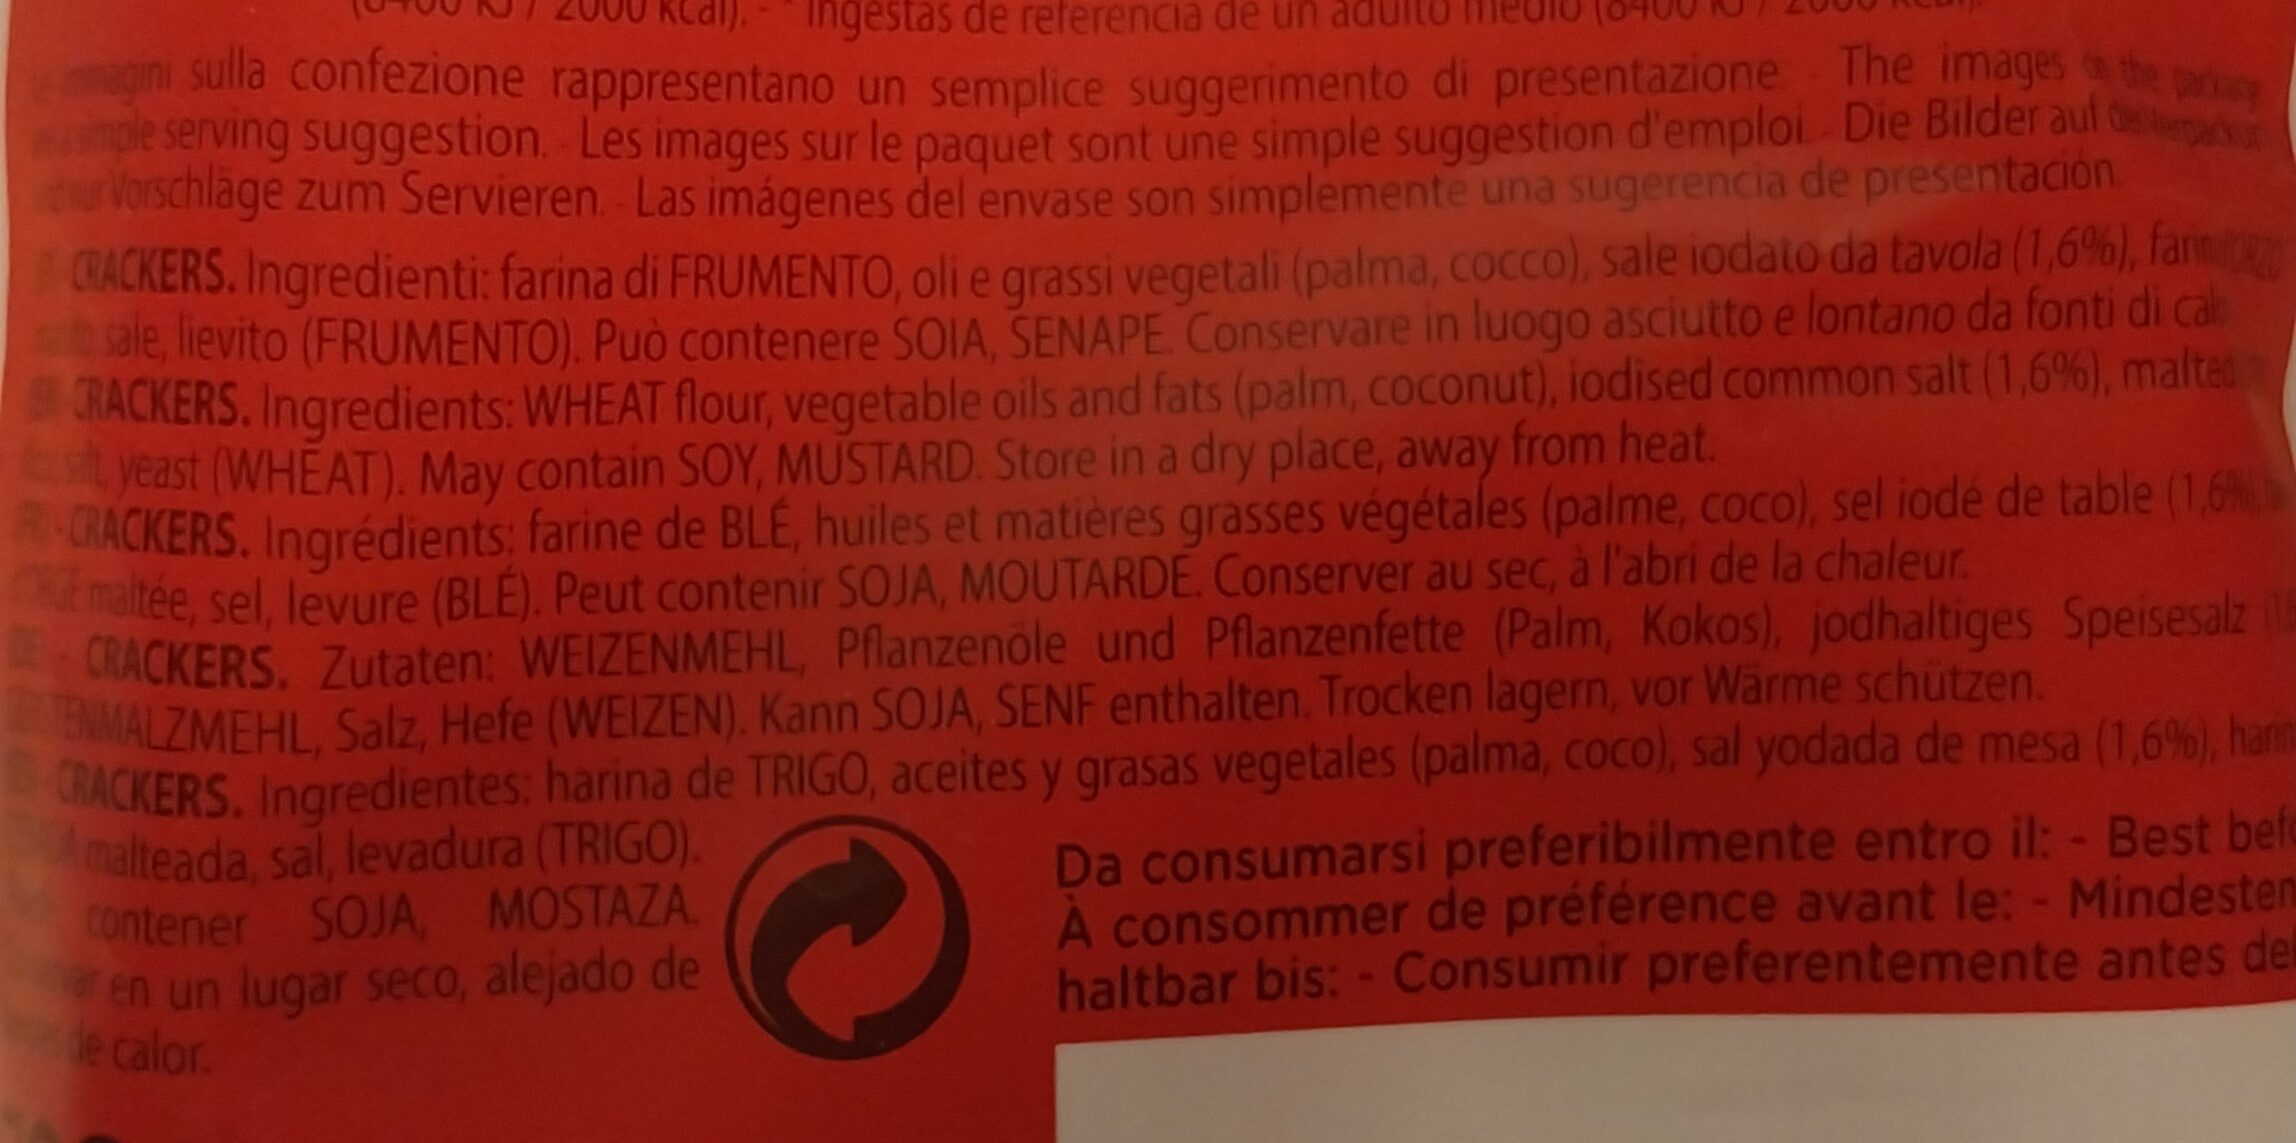 (8400 kJ / 2000 kcal). - * Ingestas de referencia de un adulto medio (8400 kJ / 2000 kcal).
sulla confezione rappresentano un semplice suggerimento di presentazione - The images
serving suggestion. - Les images sur le paquet sont une simple suggestion d'emploi. - Die Bilder auf
Vorschläge zum Servieren. - Las imágenes del envase son simplemente una sugerencia de presentación.
CRACKERS. Ingredienti: farina di FRUMENTO, oli e grassi vegetali (palma, cocco), sale iodato da tavola (1,6%),
sale, lievito (FRUMENTO). Può contenere SOIA, SENAPE. Conservare in luogo asciutto e lontano da fonti di
CRACKERS. Ingredients: WHEAT flour, vegetable oils and fats (palm, coconut), iodised common salt (1,6%), malted
salt, yeast (WHEAT). May contain SOY, MUSTARD. Store in a dry place, away from heat.
FR - CRACKERS. Ingrédients: farine de BLÉ, huiles et matières grasses végétales (palme, coco), sel iodé de table (1,6%),
maltée, sel, levure (BLÉ). Peut contenir SOJA, MOUTARDE. Conserver au sec, à l'abri de la chaleur.
DE - CRACKERS. Zutaten: WEIZENMEHL, Pflanzenöle und Pflanzenfette (Palm, Kokos), jodhaltiges Speisesalz
TENMALZMEHL, Salz, Hefe (WEIZEN). Kann SOJA, SENF enthalten. Trocken lagern, vor Wärme schützen.
CRACKERS. Ingredientes: harina de TRIGO, aceites y grasas vegetales (palma, coco), sal yodada de mesa (1,6%),
malteada, sal, levadura (TRIGO).
contener SOJA, MOSTAZA.
en un lugar seco, alejado de
de calor.
Da consumarsi preferibilmente entro il: - Best bef
À consommer de préférence avant le: - Mindesten
haltbar bis: - Consumir preferentemente antes del